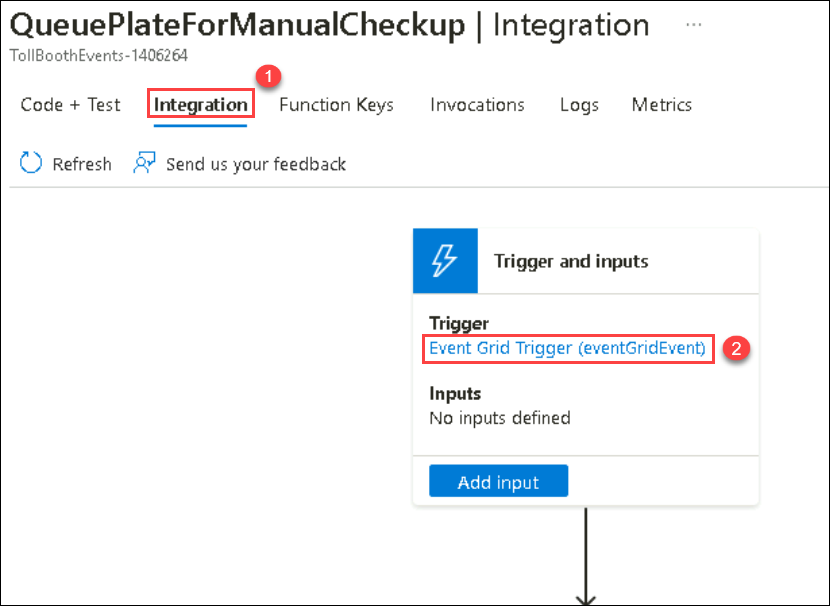 QueuePlateForManualCheckup | Integration ...
TollBoothEvents-1406264
1
Code + Test Integration Function Keys Invocations Logs Metrics
Refresh Send us your feedback
Trigger and inputs
Trigger
Event Grid Trigger (eventGridEvent) 2
Inputs
No inputs defined
Add input